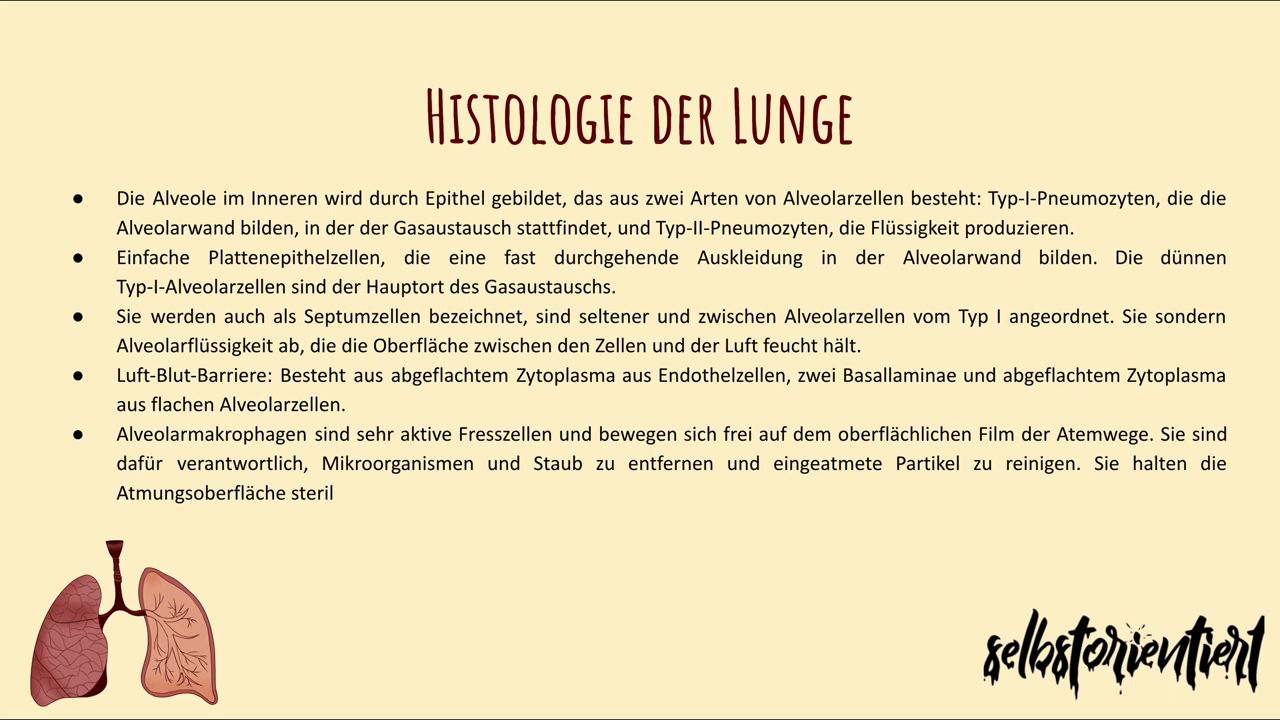 Histologie der Lunge
● Die Alveole im Inneren wird durch Epithel gebildet, das aus zwei Arten von Alveolarzellen besteht: Typ-I-Pneumozyten, die die
Alveolarwand bilden, in der der Gasaustausch stattfindet, und Typ-II-Pneumozyten, die Flüssigkeit produzieren.
● Einfache Plattenepithelzellen, die eine fast durchgehende Auskleidung in der Alveolarwand bilden. Die dünnen
Typ-I-Alveolarzellen sind der Hauptort des Gasaustauschs.
● Sie werden auch als Septumzellen bezeichnet, sind seltener und zwischen Alveolarzellen vom Typ I angeordnet. Sie sondern
Alveolarflüssigkeit ab, die die Oberfläche zwischen den Zellen und der Luft feucht hält.
● Luft-Blut-Barriere: Besteht aus abgeflachtem Zytoplasma aus Endothelzellen, zwei Basallaminae und abgeflachtem Zytoplasma
aus flachen Alveolarzellen.
● Alveolarmakrophagen sind sehr aktive Fresszellen und bewegen sich frei auf dem oberflächlichen Film der Atemwege. Sie sind
dafür verantwortlich, Mikroorganismen und Staub zu entfernen und eingeatmete Partikel zu reinigen. Sie halten die
Atmungsoberfläche steril
selbstorientiert